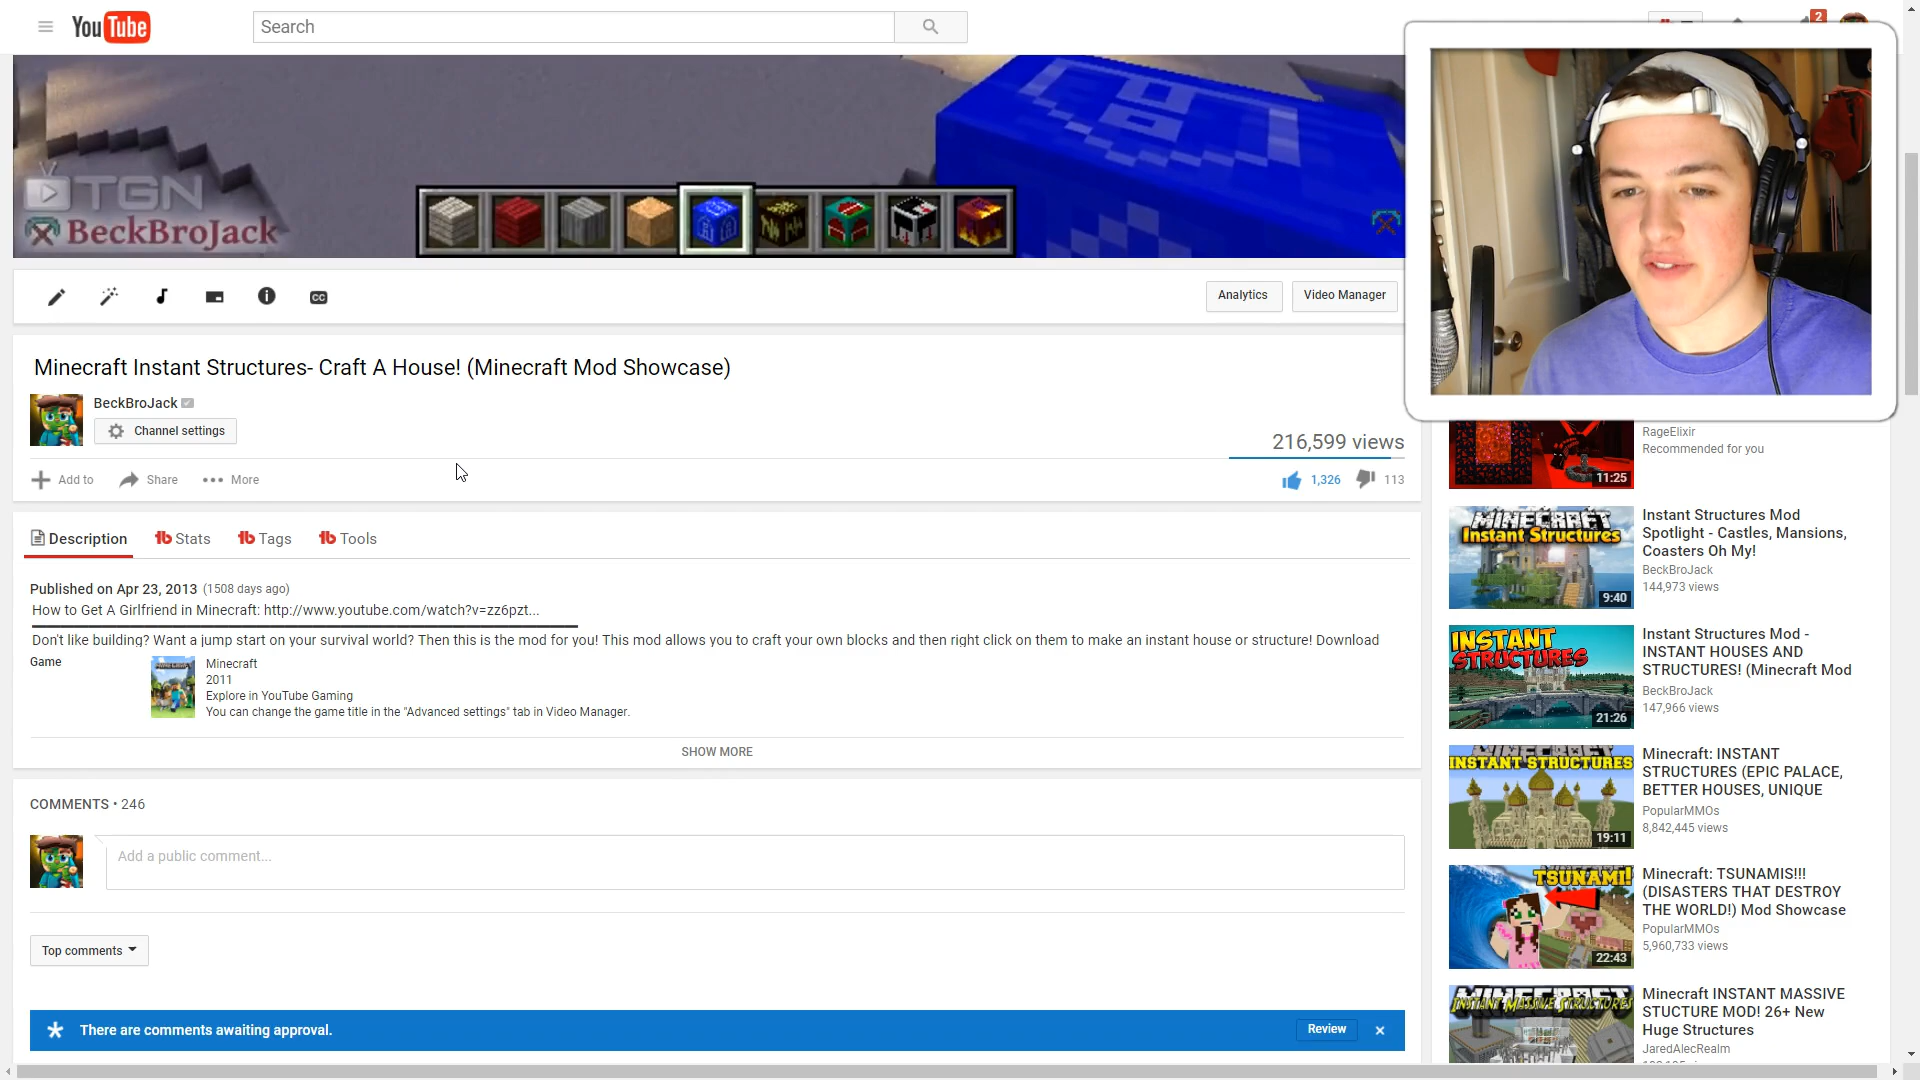 YouTube
Search
2
TGN
BeckBroJack
CC
Analytics
Video Manager
Minecraft Instant Structures- Craft A House! (Minecraft Mod Showcase)
BeckBroJack
Channel settings
216,599 views
Add to
Share
More
1,326
113
Description
Stats
Tags
Tools
Published on Apr 23, 2013 (1508 days ago)
How to Get A Girlfriend in Minecraft: http://www.youtube.com/watch?v=zz6pzt...
Don't like building? Want a jump start on your survival world? Then this is the mod for you! This mod allows you to craft your own blocks and then right click on them to make an instant house or structure! Download
Game
Minecraft
2011
Explore in YouTube Gaming
You can change the game title in the "Advanced settings" tab in Video Manager.
SHOW MORE
COMMENTS • 246
Add a public comment...
Top comments
There are comments awaiting approval.
Review
RageElixir
Recommended for you
11:25
MINECRAFT
Instant Structures
9:40
Instant Structures Mod
Spotlight - Castles, Mansions,
Coasters Oh My!
BeckBroJack
144,973 views
INSTANT
STRUCTURES
21:26
Instant Structures Mod -
INSTANT HOUSES AND
STRUCTURES! (Minecraft Mod
BeckBroJack
147,966 views
MINECRAFT
INSTANT STRUCTURES
19:11
Minecraft: INSTANT
STRUCTURES (EPIC PALACE,
BETTER HOUSES, UNIQUE
PopularMMOs
8,842,445 views
TSUNAMI!
22:43
Minecraft: TSUNAMIS!!!
(DISASTERS THAT DESTROY
THE WORLD!) Mod Showcase
PopularMMOs
5,960,733 views
MINECRAFT
INSTANT MASSIVE STRUCTURES
Minecraft INSTANT MASSIVE
STUCTURE MOD! 26+ New
Huge Structures
JaredAlecRealm